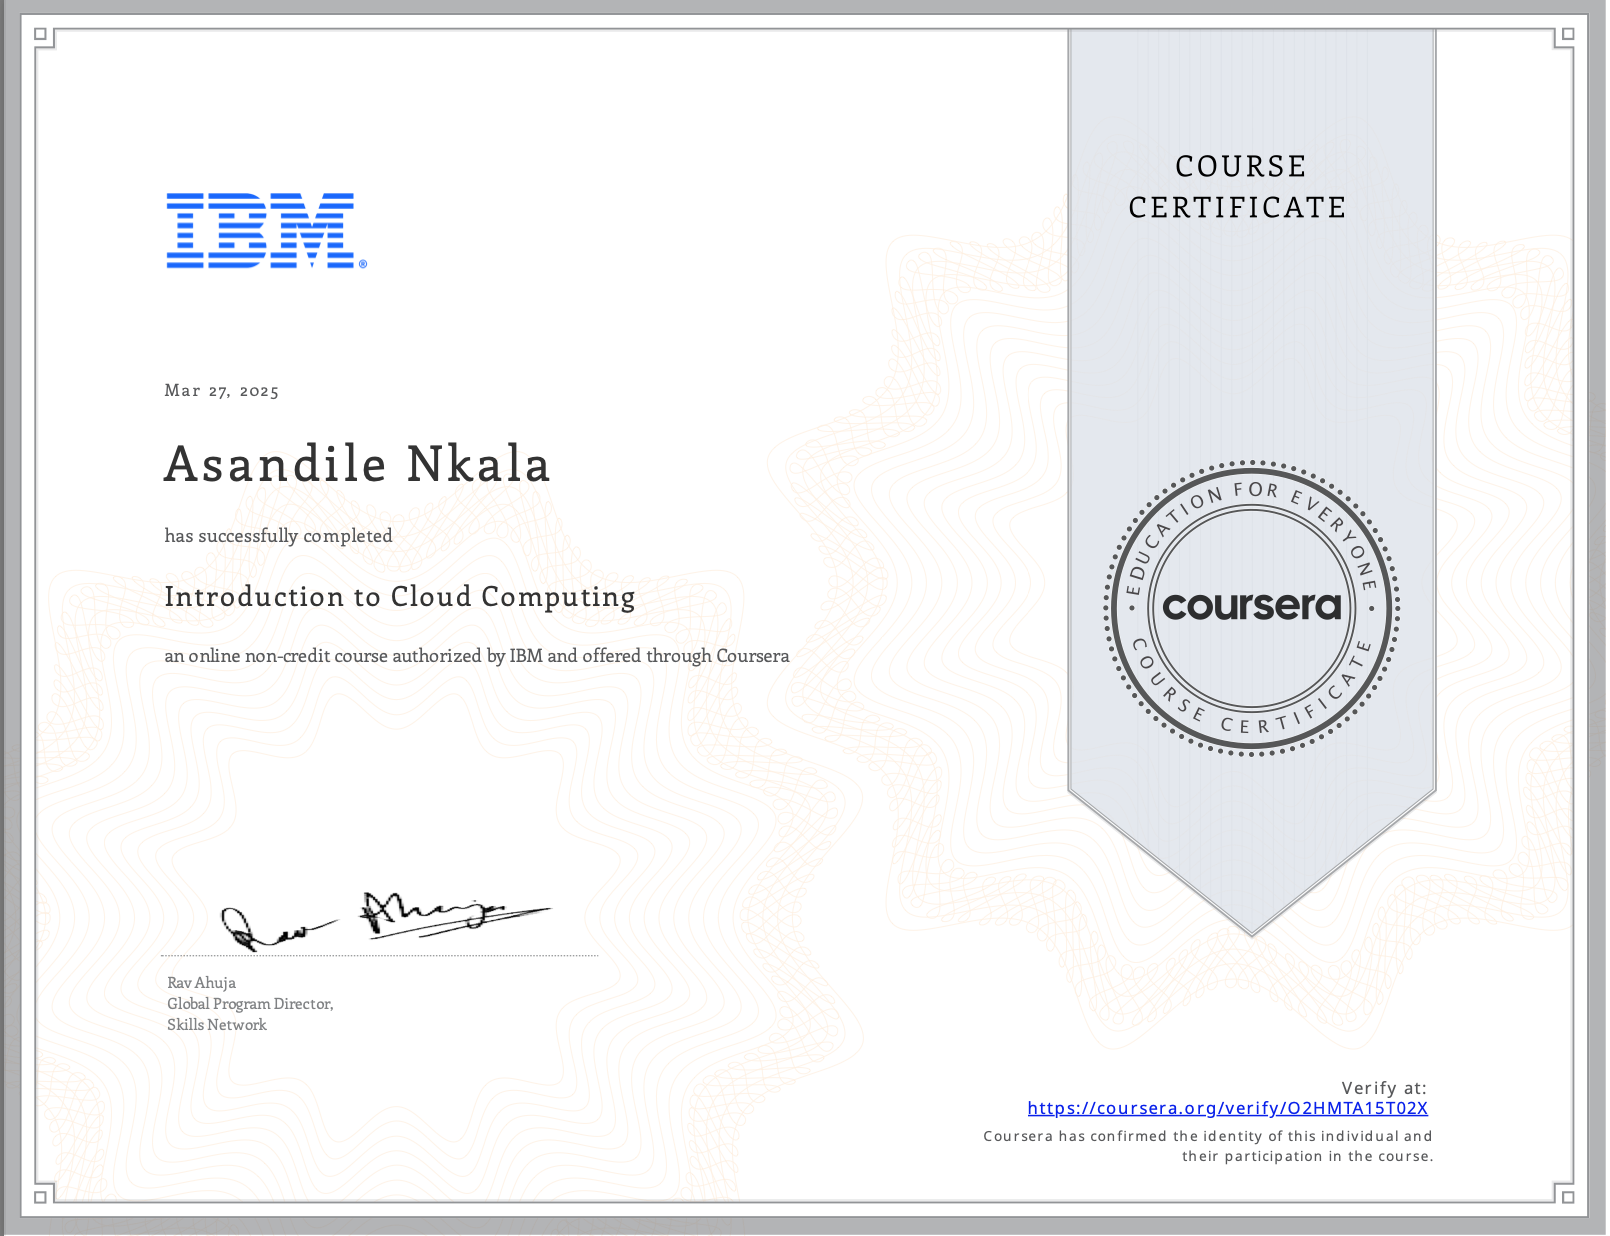 IBM®
Mar 27, 2025
Asandile Nkala
has successfully completed
Introduction to Cloud Computing
an online non-credit course authorized by IBM and offered through Coursera
Rav Ahuja
Rav Ahuja
Global Program Director,
Skills Network
COURSE
CERTIFICATE
EDUCATION FOR EVERYONE
coursera
COURSE CERTIFICATE
Verify at:
https://coursera.org/verify/O2HMTA15T02X
Coursera has confirmed the identity of this individual and
their participation in the course.